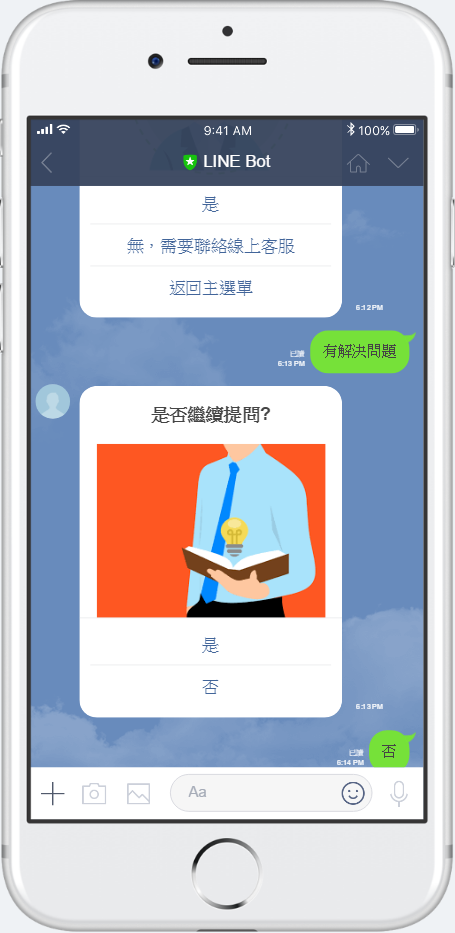 9:41 AM
100%
LINE Bot
是
無，需要聯絡線上客服
返回主選單
6:12 PM
有解決問題
已讀
6:13 PM
是否繼續提問?
是
否
6:13 PM
否
已讀
6:14 PM
Aa